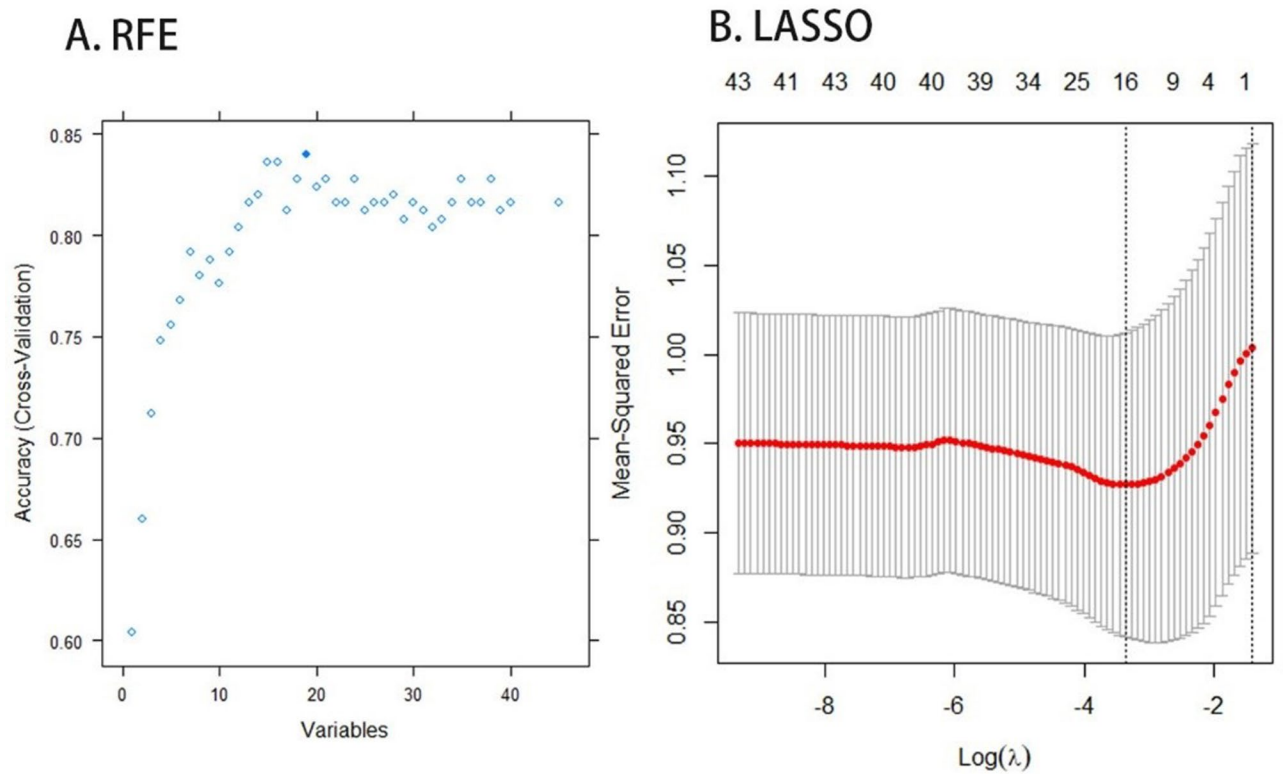 A. RFE
0.85
0.80
0.75
0.70
0.65
0.60
Accuracy (Cross-Validation)
0 10 20 30 40
Variables
B. LASSO
43 41 43 40 40 39 34 25 16 9 4 1
1.10
1.05
1.00
0.95
0.90
0.85
Mean-Squared Error
-8 -6 -4 -2
Log(λ)